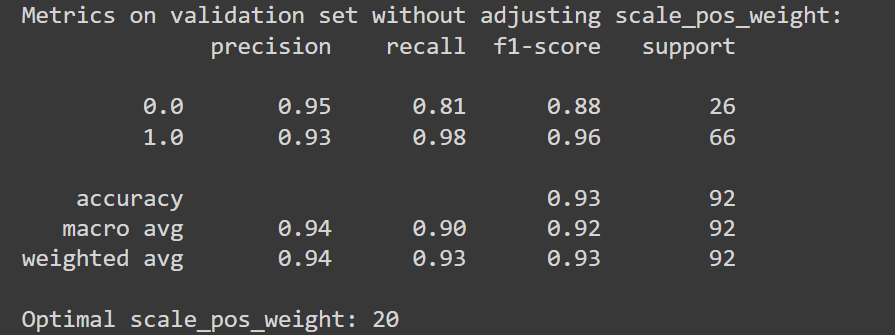 Metrics on validation set without adjusting scale_pos_weight:
precision recall f1-score support
0.0 0.95 0.81 0.88 26
1.0 0.93 0.98 0.96 66
accuracy 0.93 92
macro avg 0.94 0.90 0.92 92
weighted avg 0.94 0.93 0.93 92
Optimal scale_pos_weight: 20